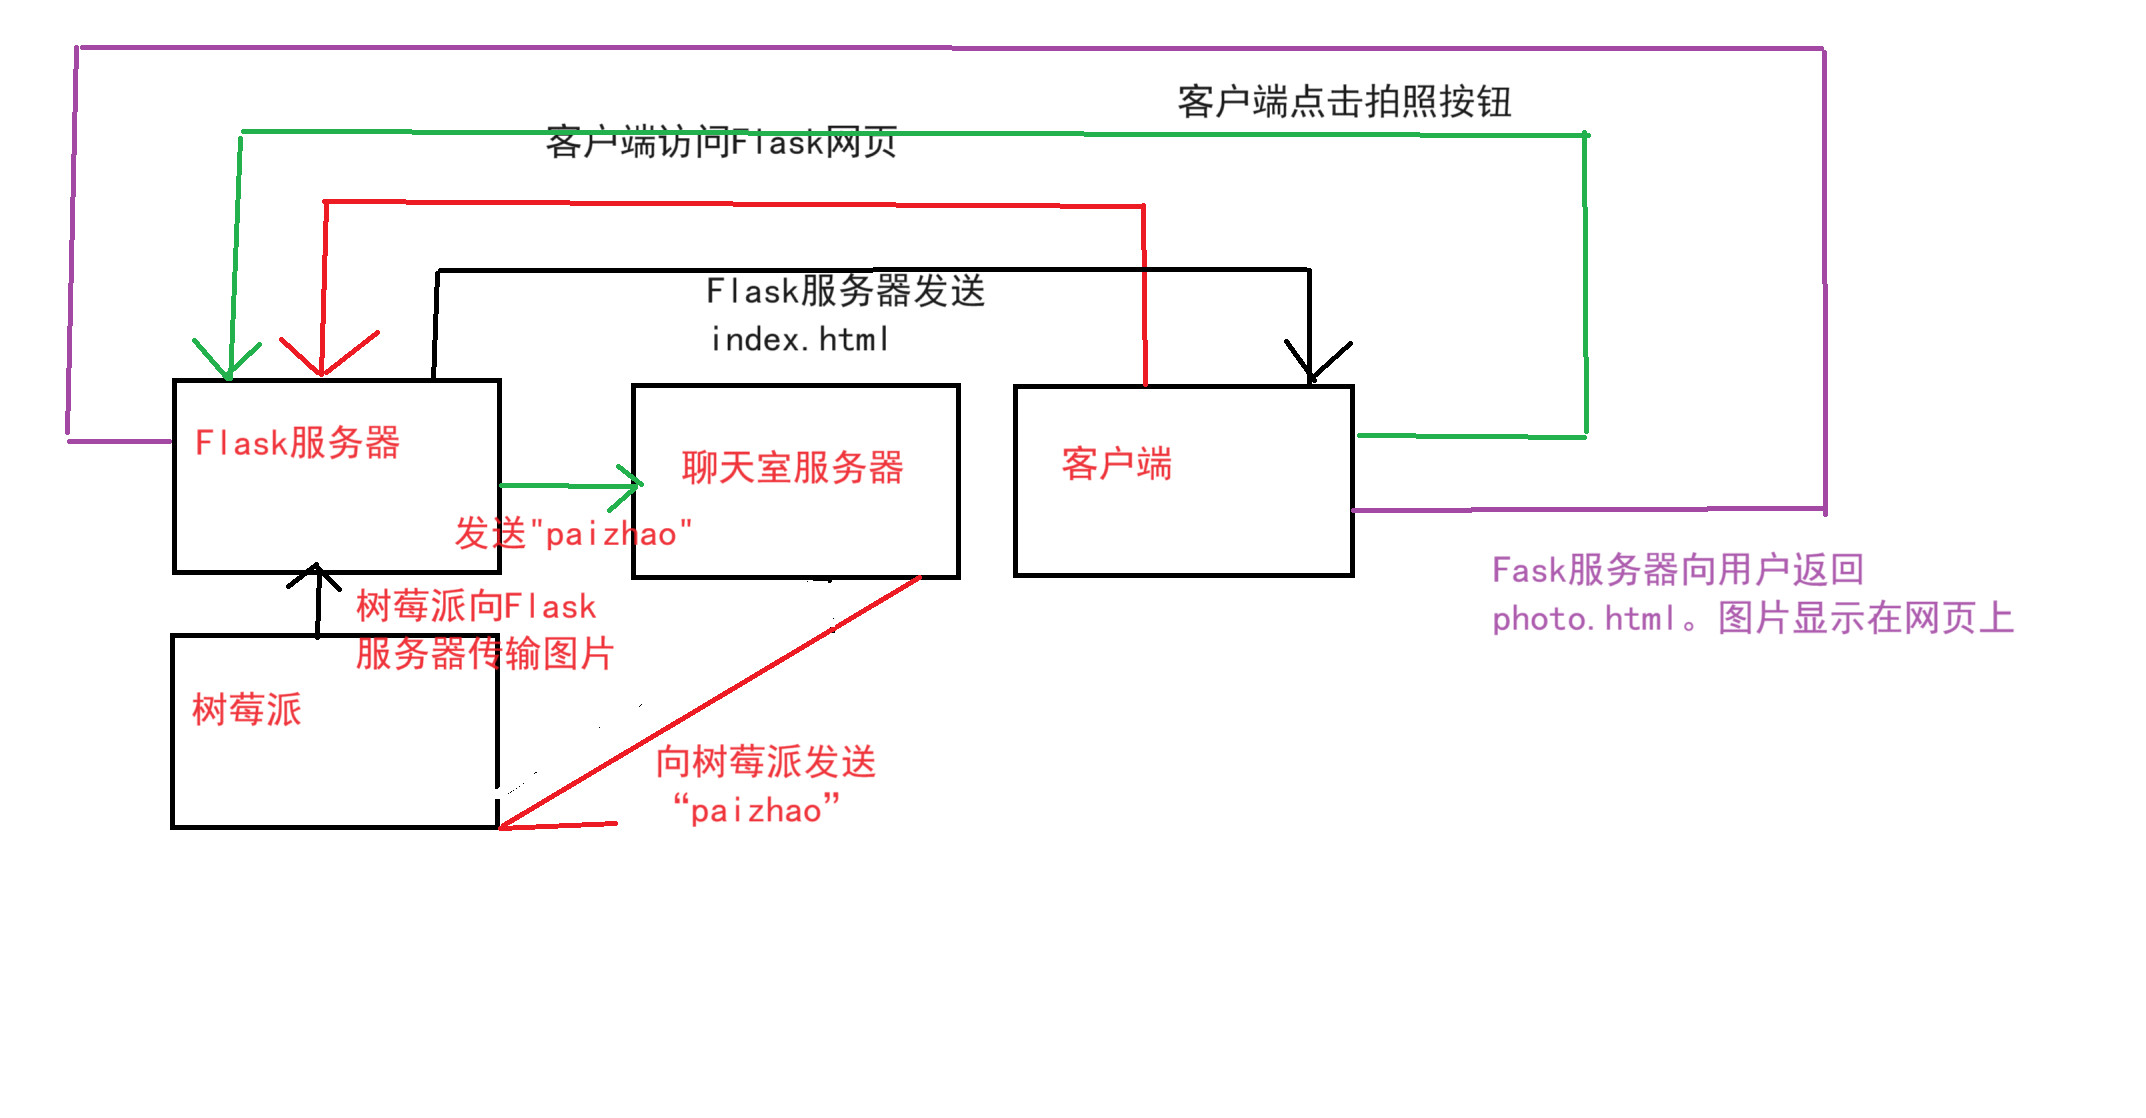 客户端点击拍照按钮
客户端访问Flask网页
Flask服务器发送
index.html
Flask服务器
聊天室服务器
客户端
发送"paizhao"
树莓派向Flask
服务器传输图片
Fask服务器向用户返回
photo.html。图片显示在网页上
树莓派
向树莓派发送
“paizhao”